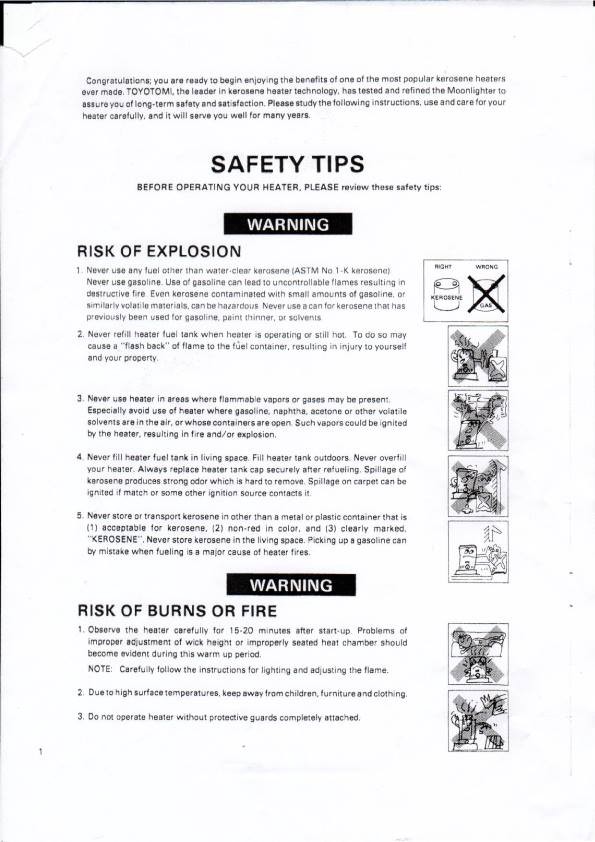 Congratulations; you are ready to begin enjoying the benefits of one of the most popular kerosene heaters
ever made. TOYOTOMI, the leader in kerosene heater technology, has tested and refined the Moonlighter to
assure you of long-term safety and satisfaction. Please study the following instructions, use and care for your
heater carefully, and it will serve you well for many years.
SAFETY TIPS
BEFORE OPERATING YOUR HEATER, PLEASE review these safety tips:
WARNING
RISK OF EXPLOSION
1. Never use any fuel other than water-clear kerosene (ASTM No 1-K kerosene)
Never use gasoline. Use of gasoline can lead to uncontrollable flames resulting in
destructive fire. Even kerosene contaminated with small amounts of gasoline, or
similarly volatile materials, can be hazardous. Never use a can for kerosene that has
previously been used for gasoline, paint thinner, or solvents.
RIGHT WRONG
KEROSENE GAS
2. Never refill heater fuel tank when heater is operating or still hot. To do so may
cause a "flash back" of flame to the fuel container, resulting in injury to yourself
and your property.
3. Never use heater in areas where flammable vapors or gases may be present.
Especially avoid use of heater where gasoline, naphtha, acetone or other volatile
solvents are in the air, or whose containers are open. Such vapors could be ignited
by the heater, resulting in fire and/or explosion.
4. Never fill heater fuel tank in living space. Fill heater tank outdoors. Never overfill
your heater. Always replace heater tank cap securely after refueling. Spillage of
kerosene produces strong odor which is hard to remove. Spillage on carpet can be
ignited if match or some other ignition source contacts it.
5. Never store or transport kerosene in other than a metal or plastic container that is
(1) acceptable for kerosene, (2) non-red in color, and (3) clearly marked,
"KEROSENE". Never store kerosene in the living space. Picking up a gasoline can
by mistake when fueling is a major cause of heater fires.
WARNING
RISK OF BURNS OR FIRE
1. Observe the heater carefully for 15-20 minutes after start-up. Problems of
improper adjustment of wick height or improperly seated heat chamber should
become evident during this warm up period.
NOTE: Carefully follow the instructions for lighting and adjusting the flame.
2. Due to high surface temperatures, keep away from children, furniture and clothing.
3. Do not operate heater without protective guards completely attached.
1